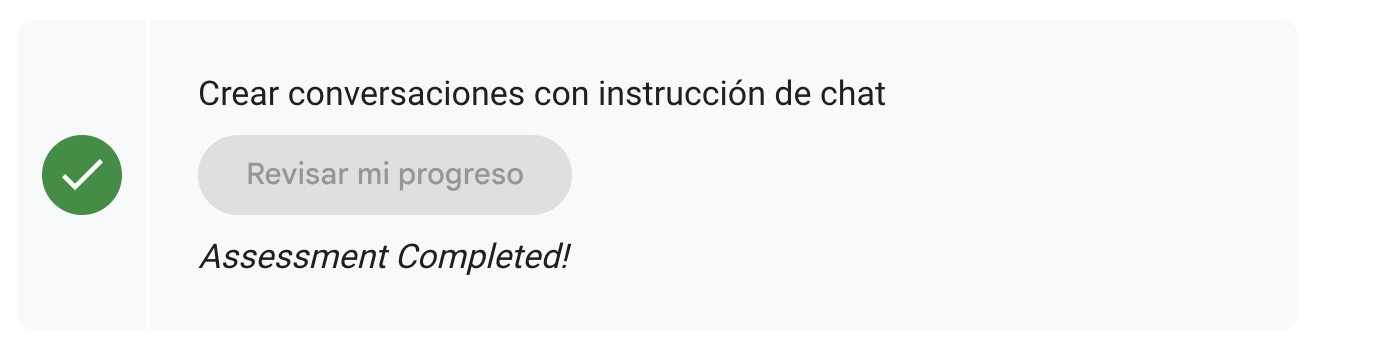 Crear conversaciones con instrucción de chat
Revisar mi progreso
Assessment Completed!